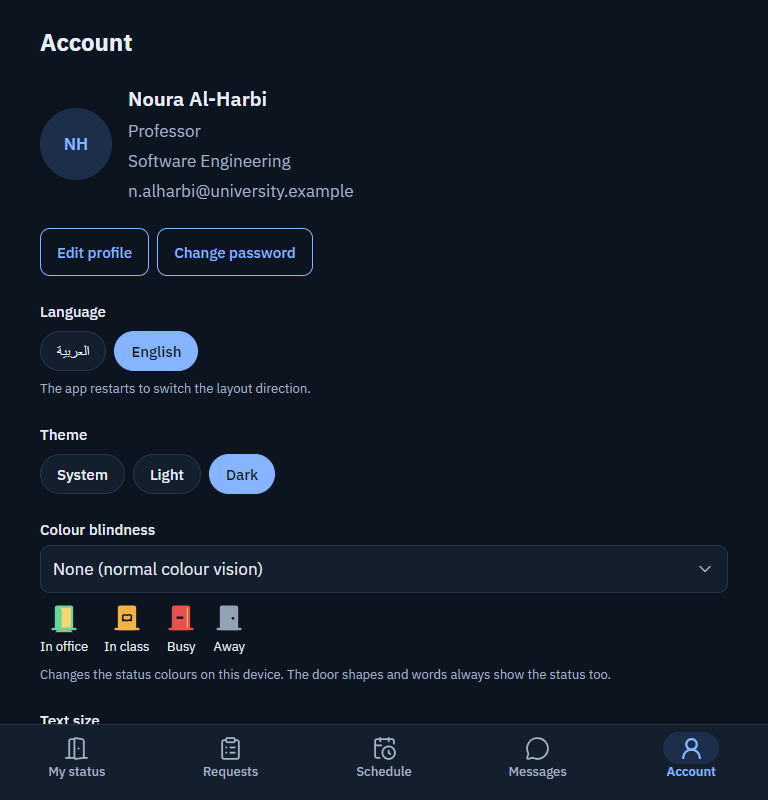 Account
Noura Al-Harbi
NH
Professor
Software Engineering
n.alharbi@university.example
Edit profile
Change password
Language
العربية
English
The app restarts to switch the layout direction.
Theme
System
Light
Dark
Colour blindness
None (normal colour vision)
In office
In class
Busy
Away
Changes the status colours on this device. The door shapes and words always show the status too.
Text size
My status
Requests
Schedule
Messages
Account